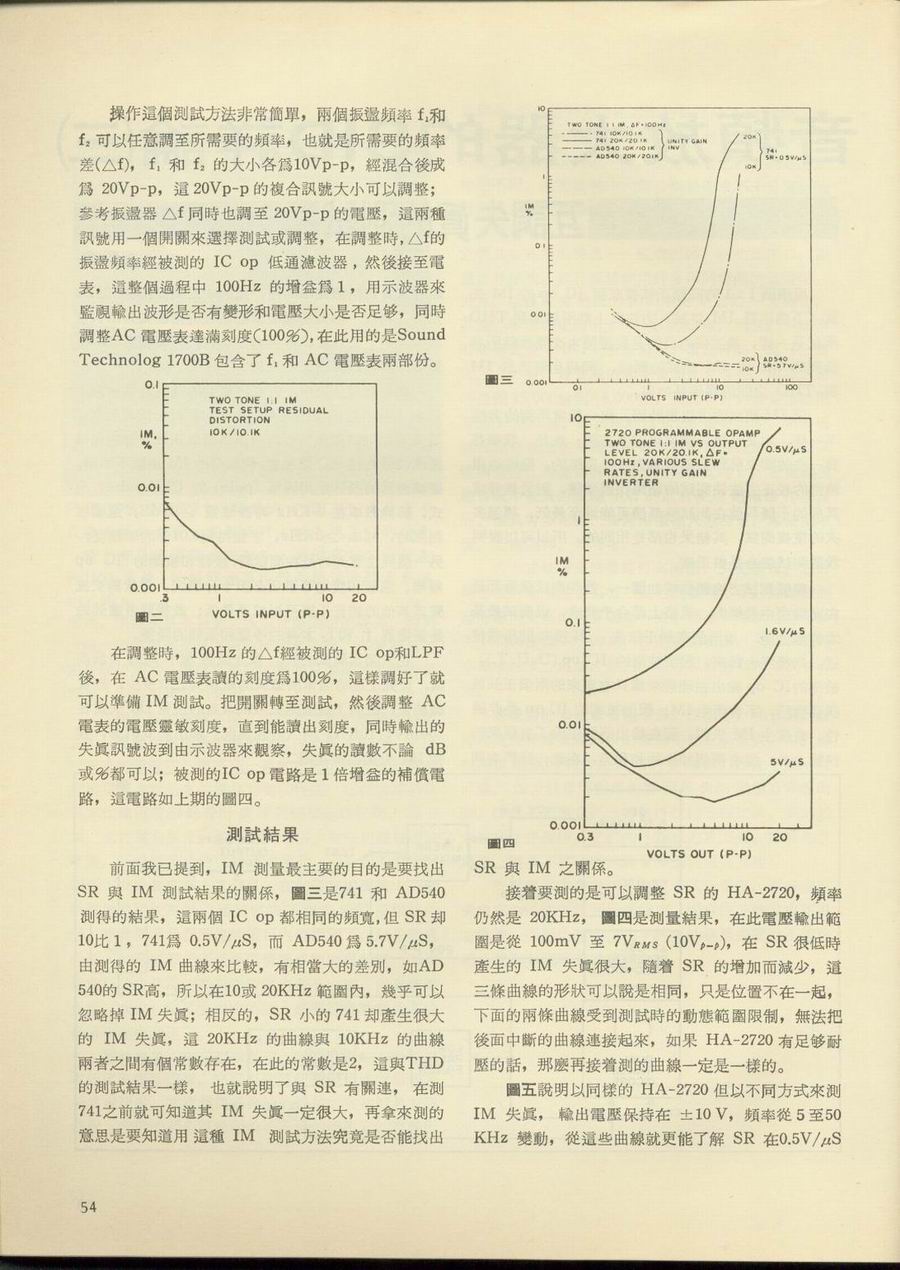 操作這個測試方法非常簡單，兩個振盪頻率 f₁和
f₂ 可以任意調至所需要的頻率，也就是所需要的頻率
差(△f)， f₁ 和 f₂ 的大小各爲10Vp-p，經混合後成
爲 20Vp-p，這 20Vp-p 的複合訊號大小可以調整；
參考振盪器 △f 同時也調至 20Vp-p 的電壓，這兩種
訊號用一個開關來選擇測試或調整，在調整時，△f的
振盪頻率經被測的 IC op 低通濾波器，然後接至電
表，這整個過程中 100Hz 的增益爲 1 ，用示波器來
監視輸出波形是否有變形和電壓大小是否足够，同時
調整AC 電壓表達滿刻度(100%)，在此用的是Sound
Technolog 1700B 包含了 f₁ 和 AC 電壓表兩部份。
0.1
TWO TONE 1:1 IM
TEST SETUP RESIDUAL
DISTORTION
10K/10.1K
IM,
%
0.01
0.001
.3 1 10 20
圖二
VOLTS INPUT (P-P)
在調整時，100Hz 的△f經被測的 IC op和LPF
後，在 AC 電壓表讀的刻度爲100%，這樣調好了就
可以準備 IM 測試。把開關轉至測試，然後調整 AC
電表的電壓靈敏刻度，直到能讀出刻度，同時輸出的
失眞訊號波到由示波器來觀察，失眞的讀數不論 dB
或%都可以；被測的IC op 電路是 1 倍增益的補償電
路，這電路如上期的圖四。
測試結果
前面我已提到，IM 測量最主要的目的是要找出
SR 與 IM 測試結果的關係，圖三是741 和 AD540
測得的結果，這兩個 IC op 都相同的頻寬，但 SR 却
10比 1 ，741爲 0.5V/μS，而 AD540 爲 5.7V/μS，
由測得的 IM 曲線來比較，有相當大的差別，如AD
540的 SR高，所以在10或 20KHz 範圍內，幾乎可以
忽略掉 IM 失眞；相反的，SR 小的 741 却產生很大
的 IM 失眞，這 20KHz 的曲線與 10KHz 的曲線
兩者之間有個常數存在，在此的常數是2，這與THD
的測試結果一樣， 也就說明了與 SR 有關連， 在測
741之前就可知道其 IM 失眞一定很大，再拿來測的
意思是要知道用 這種 IM 測試方法究竟是否能找出
10
TWO TONE 1:1 IM, ΔF=100Hz
741 10K/10.1K
741 20K/20.1K
AD540 10K/10.1K
AD540 20K/20.1K
UNITY GAIN
INV
20K
10K
741
SR=0.5V/μS
1
IM
%
0.1
0.01
20K
10K
AD540
SR=5.7V/μS
圖三
0.001
0.1 1 10 100
VOLTS INPUT (P-P)
10
2720 PROGRAMMABLE OPAMP
TWO TONE 1:1 IM VS OUTPUT
LEVEL 20K/20.1K, ΔF=
100Hz, VARIOUS SLEW
RATES, UNITY GAIN
INVERTER
0.5V/μS
1
IM
%
0.1
1.6V/μS
0.01
5V/μS
0.001
0.3 1 10 20
圖四
VOLTS OUT (P-P)
SR 與 IM 之關係。
接着要測的是可以調整 SR 的 HA-2720，頻率
仍然是 20KHz， 圖四是測量結果，在此電壓輸出範
圍是從 100mV 至 7VRMS (10Vp-p)，在 SR 很低時
產生的 IM 失眞很大，隨着 SR 的增加而減少，這
三條曲線的形狀可以說是相同，只是位置不在一起，
下面的兩條曲線受到測試時的動態範圍限制，無法把
後面中斷的曲線連接起來，如果 HA-2720 有足够耐
壓的話，那麽再接着測的曲線一定是一樣的。
圖五說明以同樣的 HA-2720 但以不同方式來測
IM 失眞， 輸出電壓保持在 ±10 V，頻率從 5 至50
KHz 變動，從這些曲線就更能了解 SR 在0.5V/μS
54